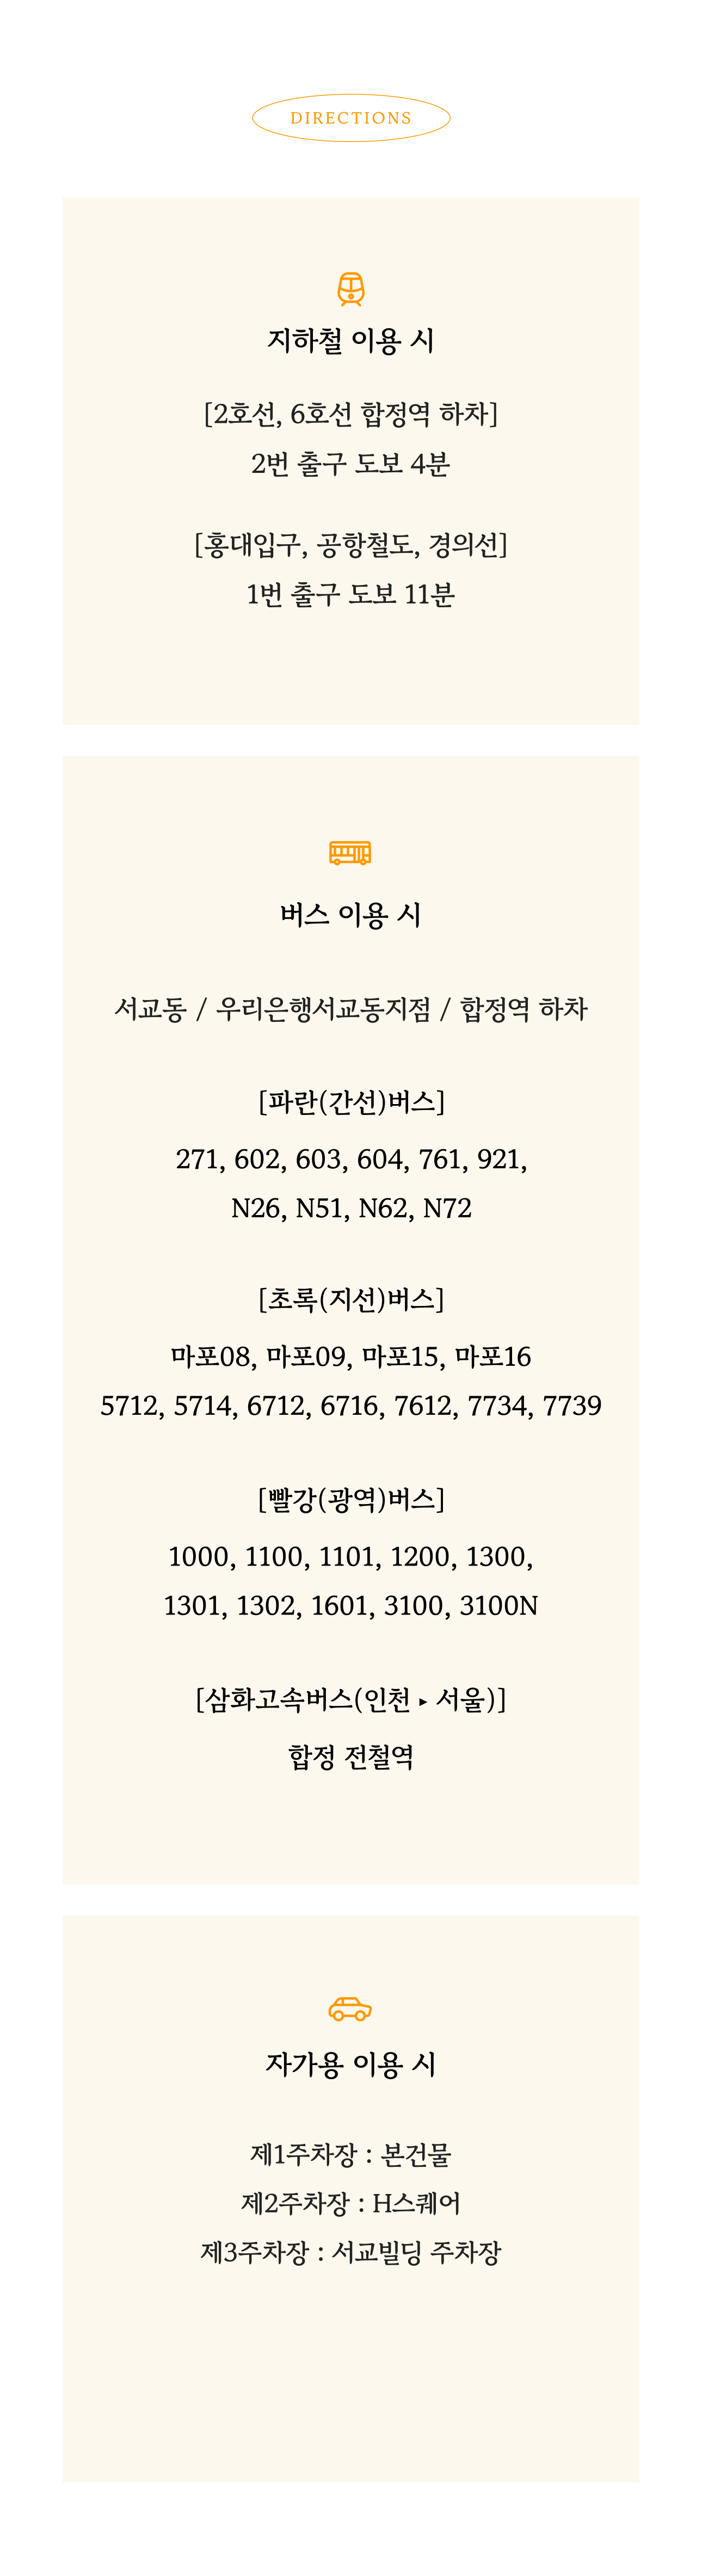 DIRECTIONS
지하철 이용 시
[2호선, 6호선 합정역 하차]
2번 출구 도보 4분
[홍대입구, 공항철도, 경의선]
1번 출구 도보 11분
버스 이용 시
서교동 / 우리은행서교동지점 / 합정역 하차
[파란(간선)버스]
271, 602, 603, 604, 761, 921,
N26, N51, N62, N72
[초록(지선)버스]
마포08, 마포09, 마포15, 마포16
5712, 5714, 6712, 6716, 7612, 7734, 7739
[빨강(광역)버스]
1000, 1100, 1101, 1200, 1300,
1301, 1302, 1601, 3100, 3100N
[삼화고속버스(인천 ▸ 서울)]
합정 전철역
자가용 이용 시
제1주차장 : 본건물
제2주차장 : H스퀘어
제3주차장 : 서교빌딩 주차장